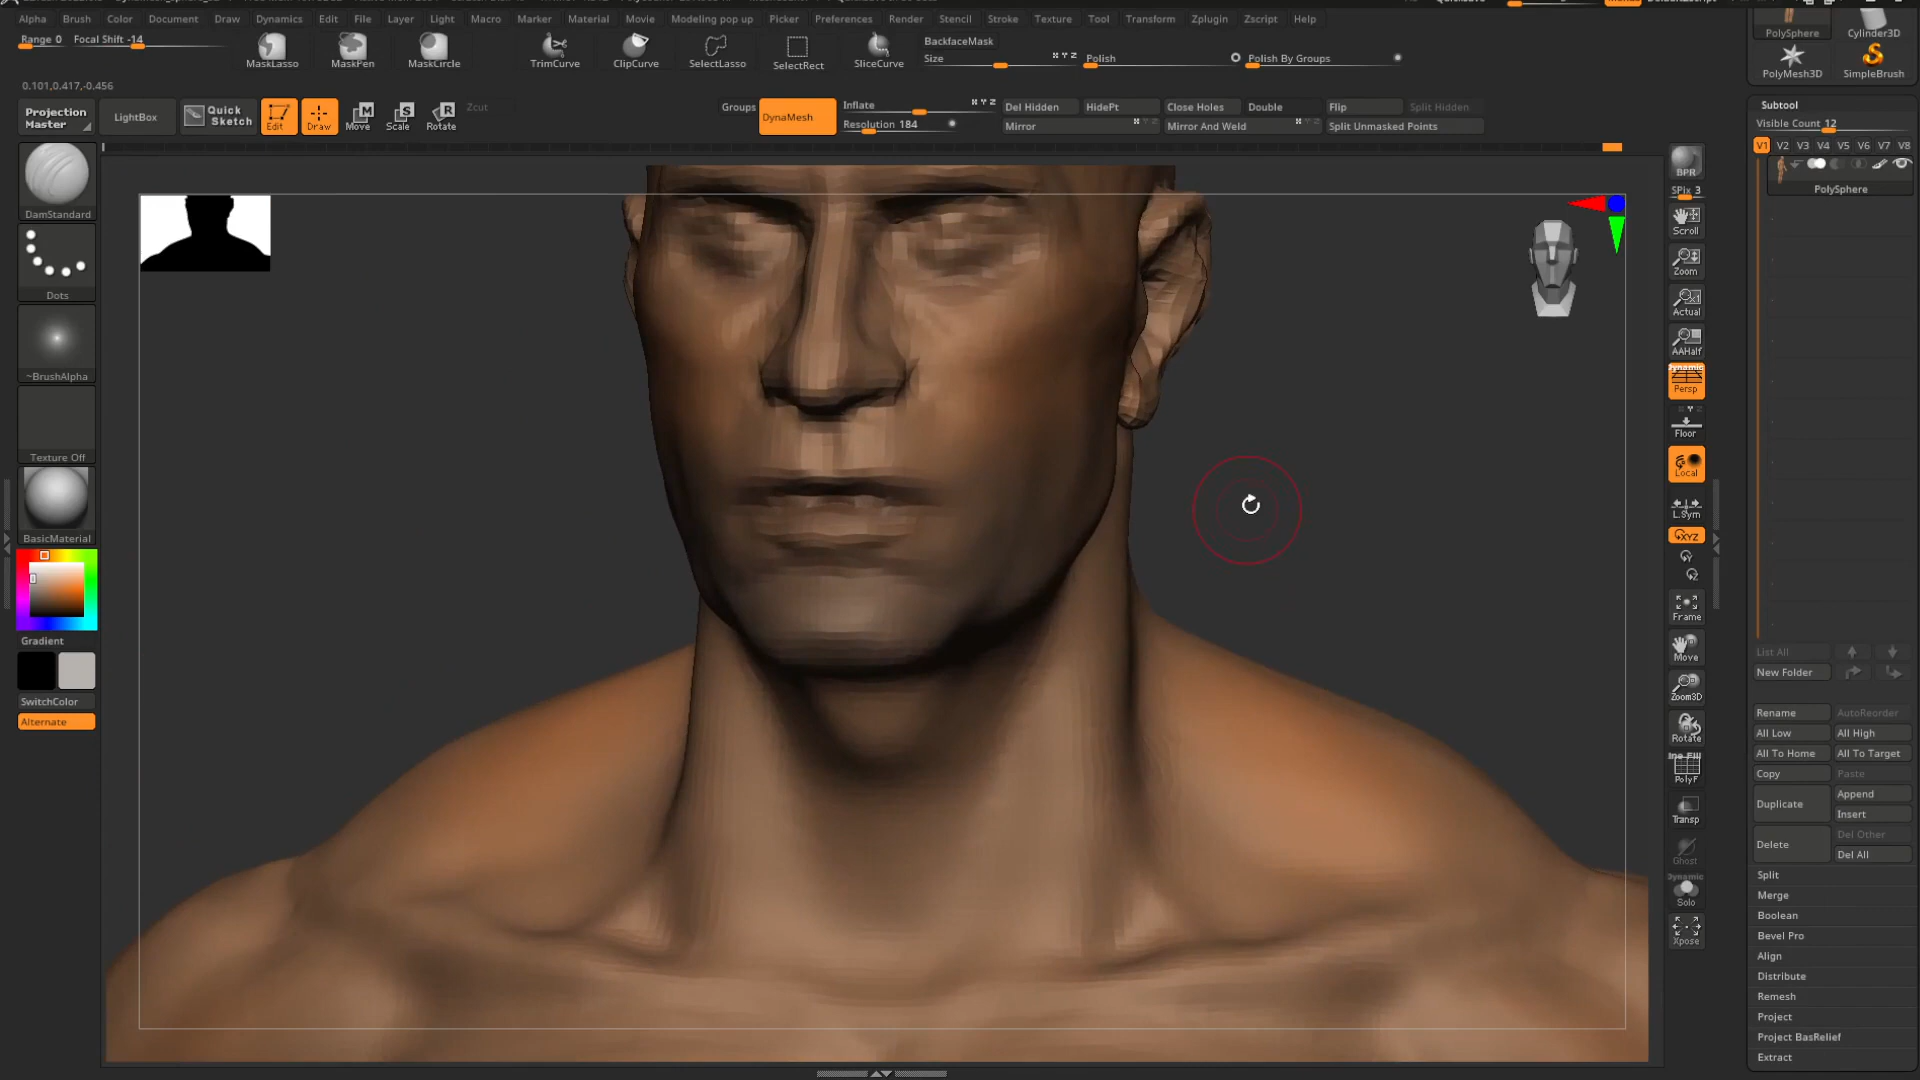 Alpha Brush Color Document Draw Dynamics Edit File Layer Light Macro Marker Material Movie Modeling pop up Picker Preferences Render Stencil Stroke Texture Tool Transform Zplugin Zscript Help
Range 0 Focal Shift -14
MaskLasso MaskPen MaskCircle TrimCurve ClipCurve SelectLasso SelectRect SliceCurve
BackfaceMask
Size X Y Z Polish Polish By Groups
PolySphere Cylinder3D
PolyMesh3D SimpleBrush
0.101,0.417,-0.456
Projection Master
LightBox
Quick Sketch
Edit Draw Move Scale Rotate
Zcut
Groups DynaMesh
Inflate X Y Z
Resolution 184
Del Hidden HidePt Close Holes Double Flip Split Hidden
Mirror Mirror And Weld Split Unmasked Points
Subtool
Visible Count 12
V1 V2 V3 V4 V5 V6 V7 V8
PolySphere
DamStandard
Dots
~BrushAlpha
Texture Off
BasicMaterial
Gradient
SwitchColor
Alternate
BPR
SPix 3
Scroll
Zoom
Actual
AAHalf
Dynamic
Persp
Floor
Local
L.Sym
XYZ
Y
Z
Frame
Move
Zoom3D
Rotate
PolyF
Transp
Ghost
Dynamic
Solo
Xpose
List All
New Folder
Rename AutoReorder
All Low All High
All To Home All To Target
Copy Paste
Duplicate Append
Insert
Delete Del Other
Del All
Split
Merge
Boolean
Bevel Pro
Align
Distribute
Remesh
Project
Project BasRelief
Extract